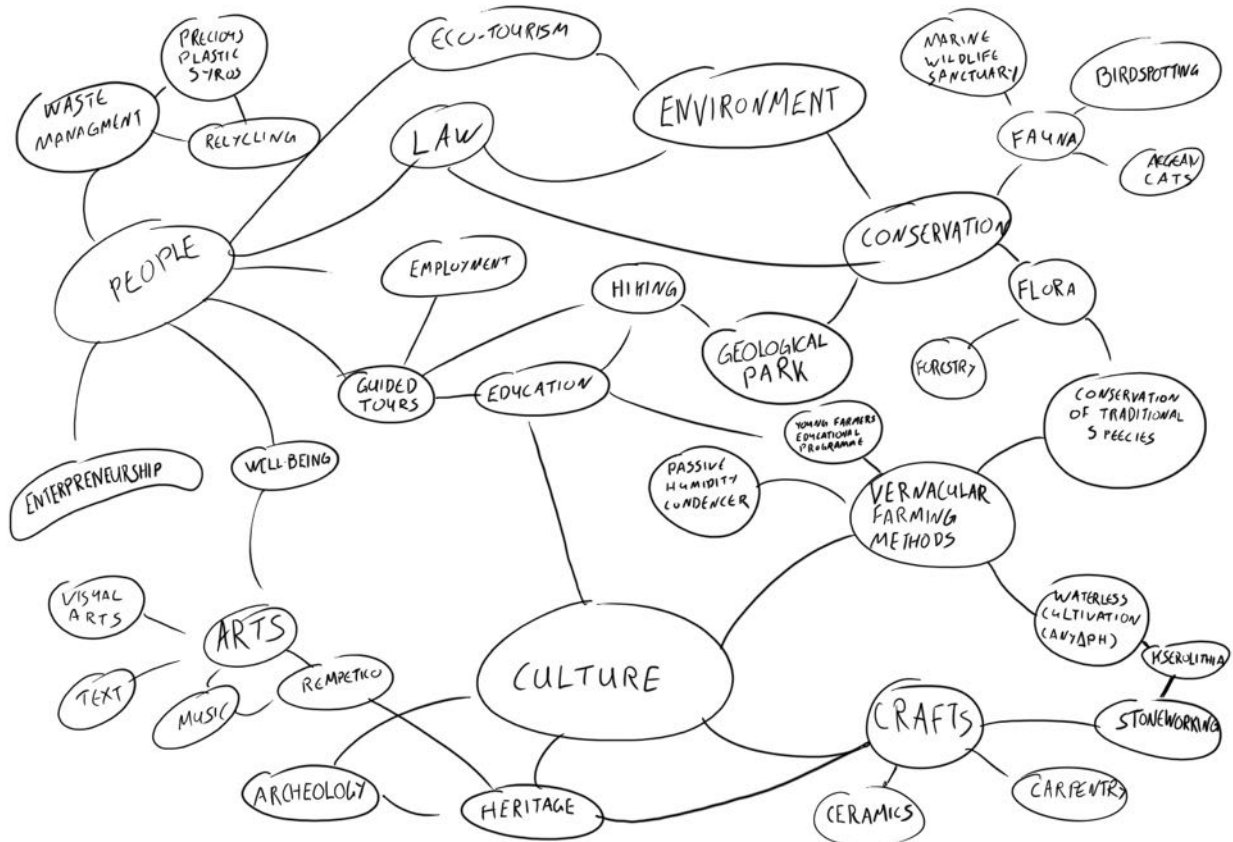 PRECIOUS
PLASTIC
SYROS
ECO-TOURISM
MARINE
WILDLIFE
SANCTUARY
BIRDSPOTTING
WASTE
MANAGMENT
RECYCLING
LAW
ENVIRONMENT
FAUNA
AEGEAN
CATS
PEOPLE
EMPLOYMENT
CONSERVATION
HIKING
FLORA
GEOLOGICAL
PARK
FORESTRY
GUIDED
TOURS
EDUCATION
CONSERVATION
OF TRADITIONAL
SPECIES
YOUNG FARMERS
EDUCATIONAL
PROGRAMME
ENTERPRENEURSHIP
WELL-BEING
PASSIVE
HUMIDITY
CONDENCER
VERNACULAR
FARMING
METHODS
VISUAL
ARTS
ARTS
WATERLESS
CULTIVATION
(ANYΔPH)
KSEROLITHIA
TEXT
MUSIC
REMPETICO
CULTURE
CRAFTS
STONEWORKING
ARCHEOLOGY
HERITAGE
CERAMICS
CARPENTRY